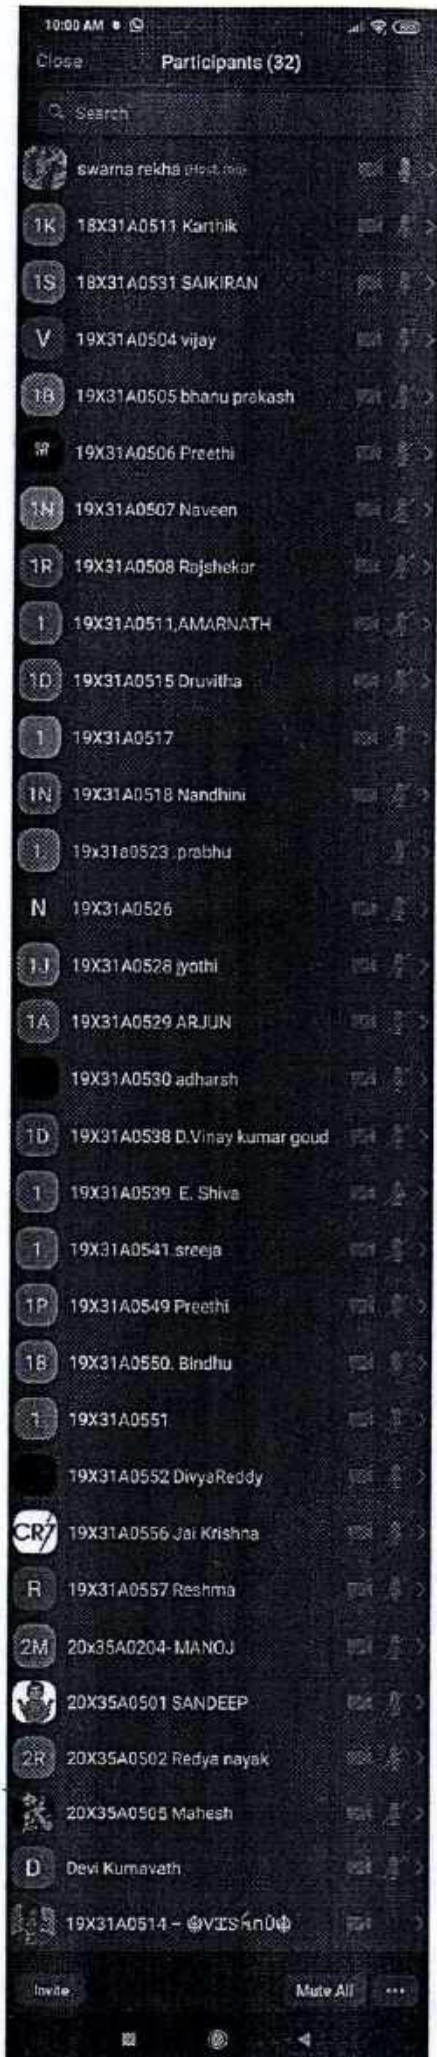 10:00 AM
Close
Participants (32)
Search
swarna rekha (Host, me)
1K 18X31A0511 Karthik
1S 18X31A0531 SAIKIRAN
V 19X31A0504 vijay
1B 19X31A0505 bhanu prakash
19X31A0506 Preethi
1N 19X31A0507 Naveen
1R 19X31A0508 Rajshekar
1 19X31A0511,AMARNATH
1D 19X31A0515 Druvitha
1 19X31A0517
1N 19X31A0518 Nandhini
1. 19x31a0523 .prabhu
N 19X31A0526
1J 19X31A0528 jyothi
1A 19X31A0529 ARJUN
19X31A0530 adharsh
1D 19X31A0538 D.Vinay kumar goud
1 19X31A0539 E. Shiva
1. 19X31A0541.sreeja
1P 19X31A0549 Preethi
1B 19X31A0550. Bindhu
1 19X31A0551
19X31A0552 DivyaReddy
CR7 19X31A0556 Jai Krishna
R 19X31A0557 Reshma
2M 20x35A0204- MANOJ
20X35A0501 SANDEEP
2R 20X35A0502 Redya nayak
20X35A0505 Mahesh
D Devi Kumavath
19X31A0514 –
Invite
Mute All